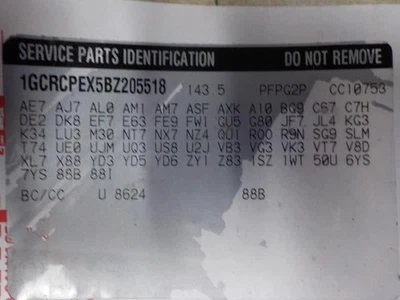 SERVICE PARTS IDENTIFICATION DO NOT REMOVE
1GCRCPEX5BZ205518 143.5 PFPG2P CC10753
AE7 AJ7 AL0 AM1 AM7 ASF AXK A10 BG9 C67 C7H
DE2 DK8 EF7 E63 FE9 FWI GU5 G80 JF7 JL4 KG3
K34 LU3 M30 NT7 NX7 NZ4 QU1 R00 R9N SG9 SLM
T74 UE0 UJM UQ3 US8 U2J VB3 VG3 VK3 VT7 V8D
XL7 X88 YD3 YD5 YD6 ZY1 Z83 1SZ 1WT 50U 6YS
7YS 88B 88I
BC/CC U 8624 88B